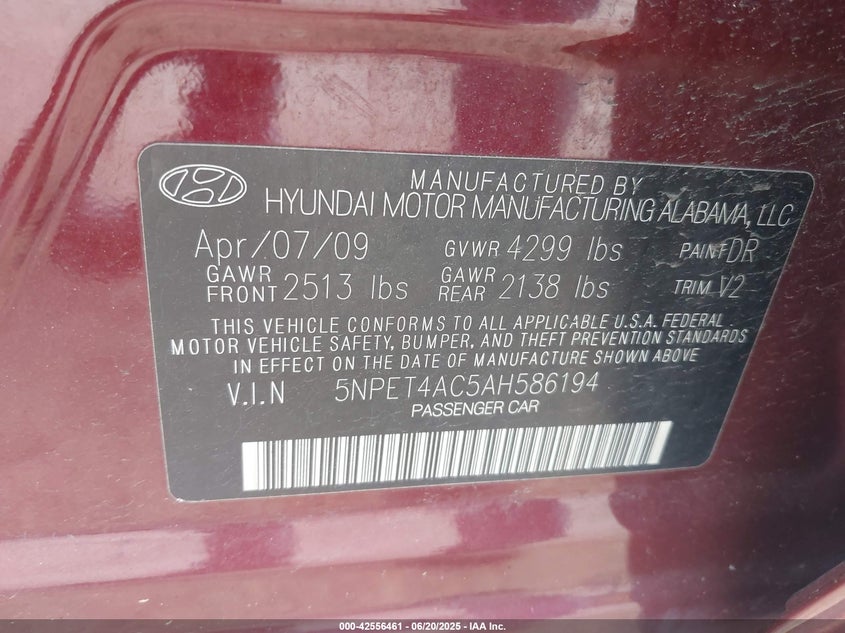 MANUFACTURED BY
HYUNDAI MOTOR MANUFACTURING ALABAMA, LLC
Apr/07/09 GVWR 4299 lbs PAINT DR
GAWR FRONT 2513 lbs GAWR REAR 2138 lbs TRIM V2
THIS VEHICLE CONFORMS TO ALL APPLICABLE U.S.A. FEDERAL
MOTOR VEHICLE SAFETY, BUMPER, AND THEFT PREVENTION STANDARDS
IN EFFECT ON THE DATE OF MANUFACTURE SHOWN ABOVE
V.I.N 5NPET4AC5AH586194
PASSENGER CAR
000-42556461 - 06/20/2025 - IAA Inc.